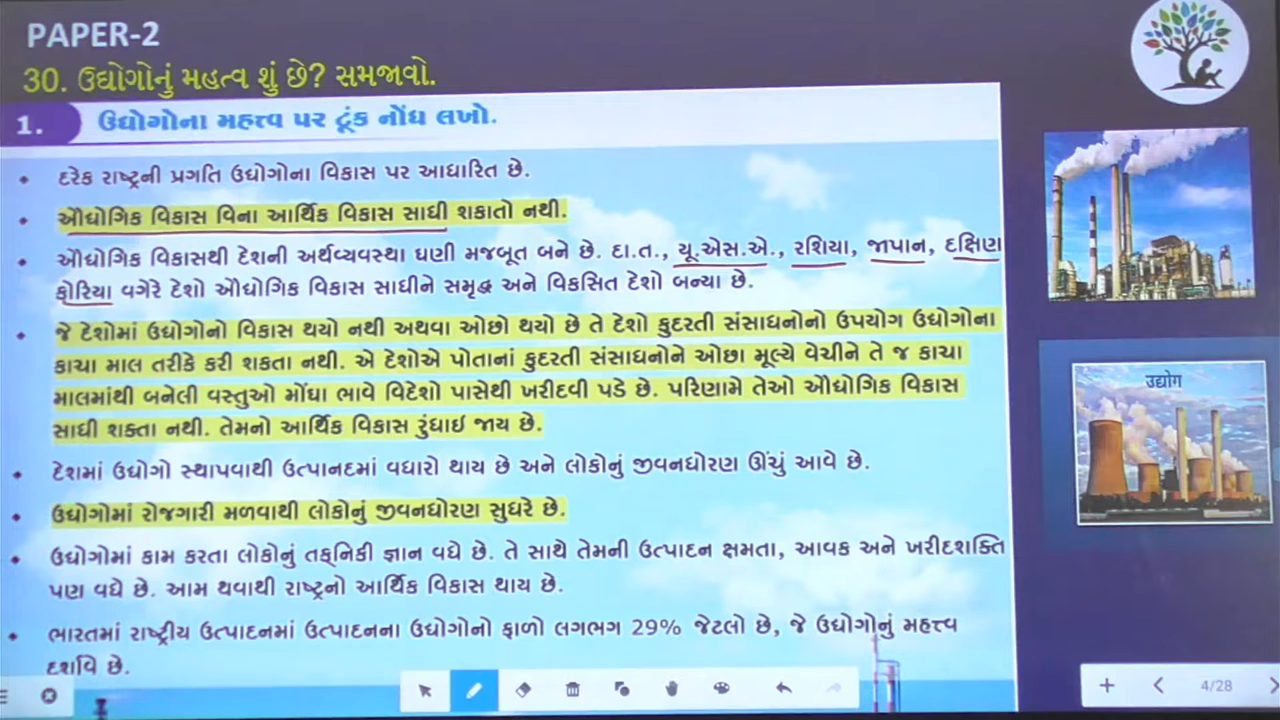 PAPER-2
30. ઉદ્યોગોનું મહત્વ શું છે? સમજાવો.
1. ઉદ્યોગોના મહત્ત્વ પર ટૂંક નોંધ લખો.
• દરેક રાષ્ટ્રની પ્રગતિ ઉદ્યોગોના વિકાસ પર આધારિત છે.
• ઔદ્યોગિક વિકાસ વિના આર્થિક વિકાસ સાધી શકાતો નથી.
• ઔદ્યોગિક વિકાસથી દેશની અર્થવ્યવસ્થા ઘણી મજબૂત બને છે. દા.ત., યૂ.એસ.એ., રશિયા, જાપાન, દક્ષિણ
કોરિયા વગેરે દેશો ઔદ્યોગિક વિકાસ સાધીને સમૃદ્ધ અને વિકસિત દેશો બન્યા છે.
• જે દેશોમાં ઉદ્યોગોનો વિકાસ થયો નથી અથવા ઓછો થયો છે તે દેશો કુદરતી સંસાધનોનો ઉપયોગ ઉદ્યોગોના
કાચા માલ તરીકે કરી શકતા નથી. એ દેશોએ પોતાનાં કુદરતી સંસાધનોને ઓછા મૂલ્યે વેચીને તે જ કાચા
માલમાંથી બનેલી વસ્તુઓ મોંઘા ભાવે વિદેશો પાસેથી ખરીદવી પડે છે. પરિણામે તેઓ ઔદ્યોગિક વિકાસ
સાધી શકતા નથી. તેમનો આર્થિક વિકાસ રુંધાઈ જાય છે.
• દેશમાં ઉદ્યોગો સ્થાપવાથી ઉત્પાનદમાં વધારો થાય છે અને લોકોનું જીવનધોરણ ઊંચું આવે છે.
• ઉદ્યોગોમાં રોજગારી મળવાથી લોકોનું જીવનધોરણ સુધરે છે.
• ઉદ્યોગોમાં કામ કરતા લોકોનું તક્નિકી જ્ઞાન વધે છે. તે સાથે તેમની ઉત્પાદન ક્ષમતા, આવક અને ખરીદશક્તિ
પણ વધે છે. આમ થવાથી રાષ્ટ્રનો આર્થિક વિકાસ થાય છે.
• ભારતમાં રાષ્ટ્રીય ઉત્પાદનમાં ઉત્પાદનના ઉદ્યોગોનો ફાળો લગભગ 29% જેટલો છે, જે ઉદ્યોગોનું મહત્ત્વ
દર્શાવે છે.
उद्योग
4/28